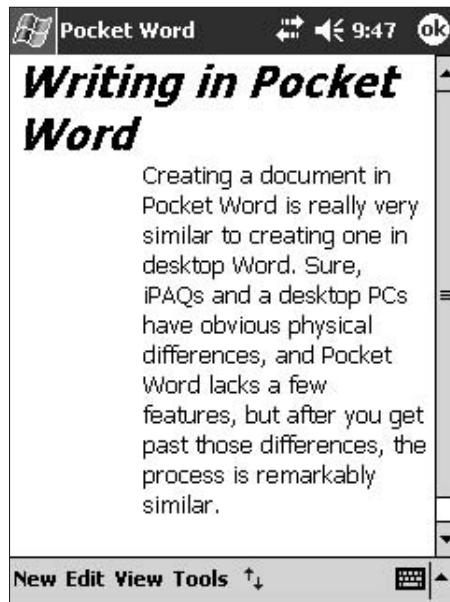 Pocket Word 9:47 ok
Writing in Pocket
Word
Creating a document in
Pocket Word is really very
similar to creating one in
desktop Word. Sure,
iPAQs and a desktop PCs
have obvious physical
differences, and Pocket
Word lacks a few
features, but after you get
past those differences, the
process is remarkably
similar.
New Edit View Tools